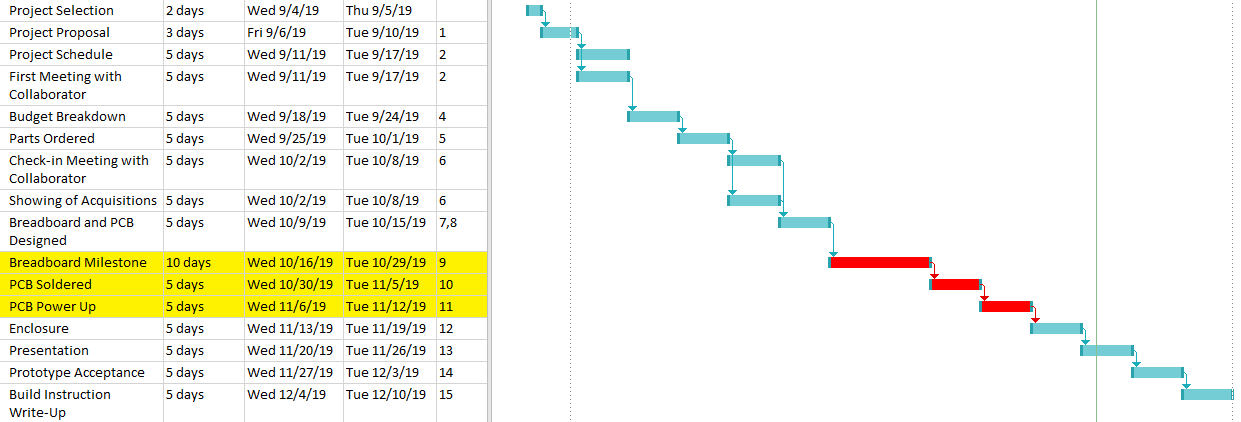 Project Selection 2 days Wed 9/4/19 Thu 9/5/19
Project Proposal 3 days Fri 9/6/19 Tue 9/10/19 1
Project Schedule 5 days Wed 9/11/19 Tue 9/17/19 2
First Meeting with 5 days Wed 9/11/19 Tue 9/17/19 2
Collaborator
Budget Breakdown 5 days Wed 9/18/19 Tue 9/24/19 4
Parts Ordered 5 days Wed 9/25/19 Tue 10/1/19 5
Check-in Meeting with 5 days Wed 10/2/19 Tue 10/8/19 6
Collaborator
Showing of Acquisitions 5 days Wed 10/2/19 Tue 10/8/19 6
Breadboard and PCB 5 days Wed 10/9/19 Tue 10/15/19 7,8
Designed
Breadboard Milestone 10 days Wed 10/16/19 Tue 10/29/19 9
PCB Soldered 5 days Wed 10/30/19 Tue 11/5/19 10
PCB Power Up 5 days Wed 11/6/19 Tue 11/12/19 11
Enclosure 5 days Wed 11/13/19 Tue 11/19/19 12
Presentation 5 days Wed 11/20/19 Tue 11/26/19 13
Prototype Acceptance 5 days Wed 11/27/19 Tue 12/3/19 14
Build Instruction 5 days Wed 12/4/19 Tue 12/10/19 15
Write-Up